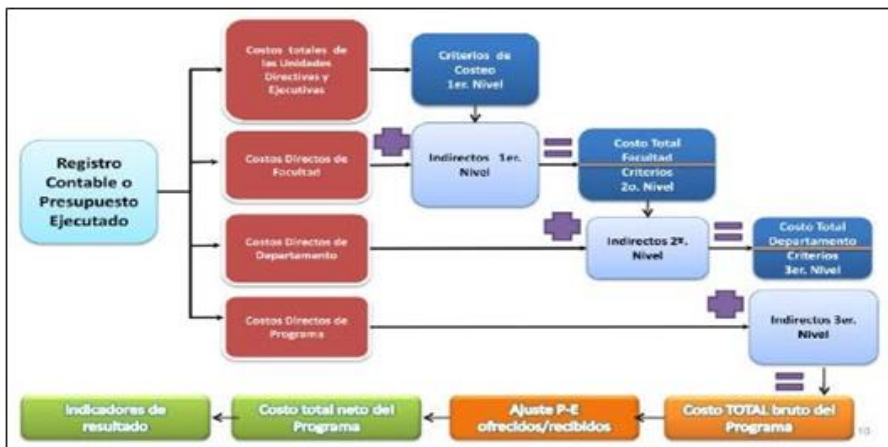 Costos totales de
las Unidades
Directivas y
Ejecutivas
Criterios de
Costeo
1er. Nivel
Registro
Contable o
Presupuesto
Ejecutado
Costos Directos de
Facultad
Indirectos 1er.
Nivel
Costo Total
Facultad
Criterios
2o. Nivel
Costos Directos de
Departamento
Indirectos 2º.
Nivel
Costo Total
Departamento
Criterios
3er. Nivel
Costos Directos de
Programa
Indirectos 3er.
Nivel
Indicadores de
resultado
Costo total neto del
Programa
Ajuste P-E
ofrecidos/recibidos
Costo TOTAL bruto del
Programa
10